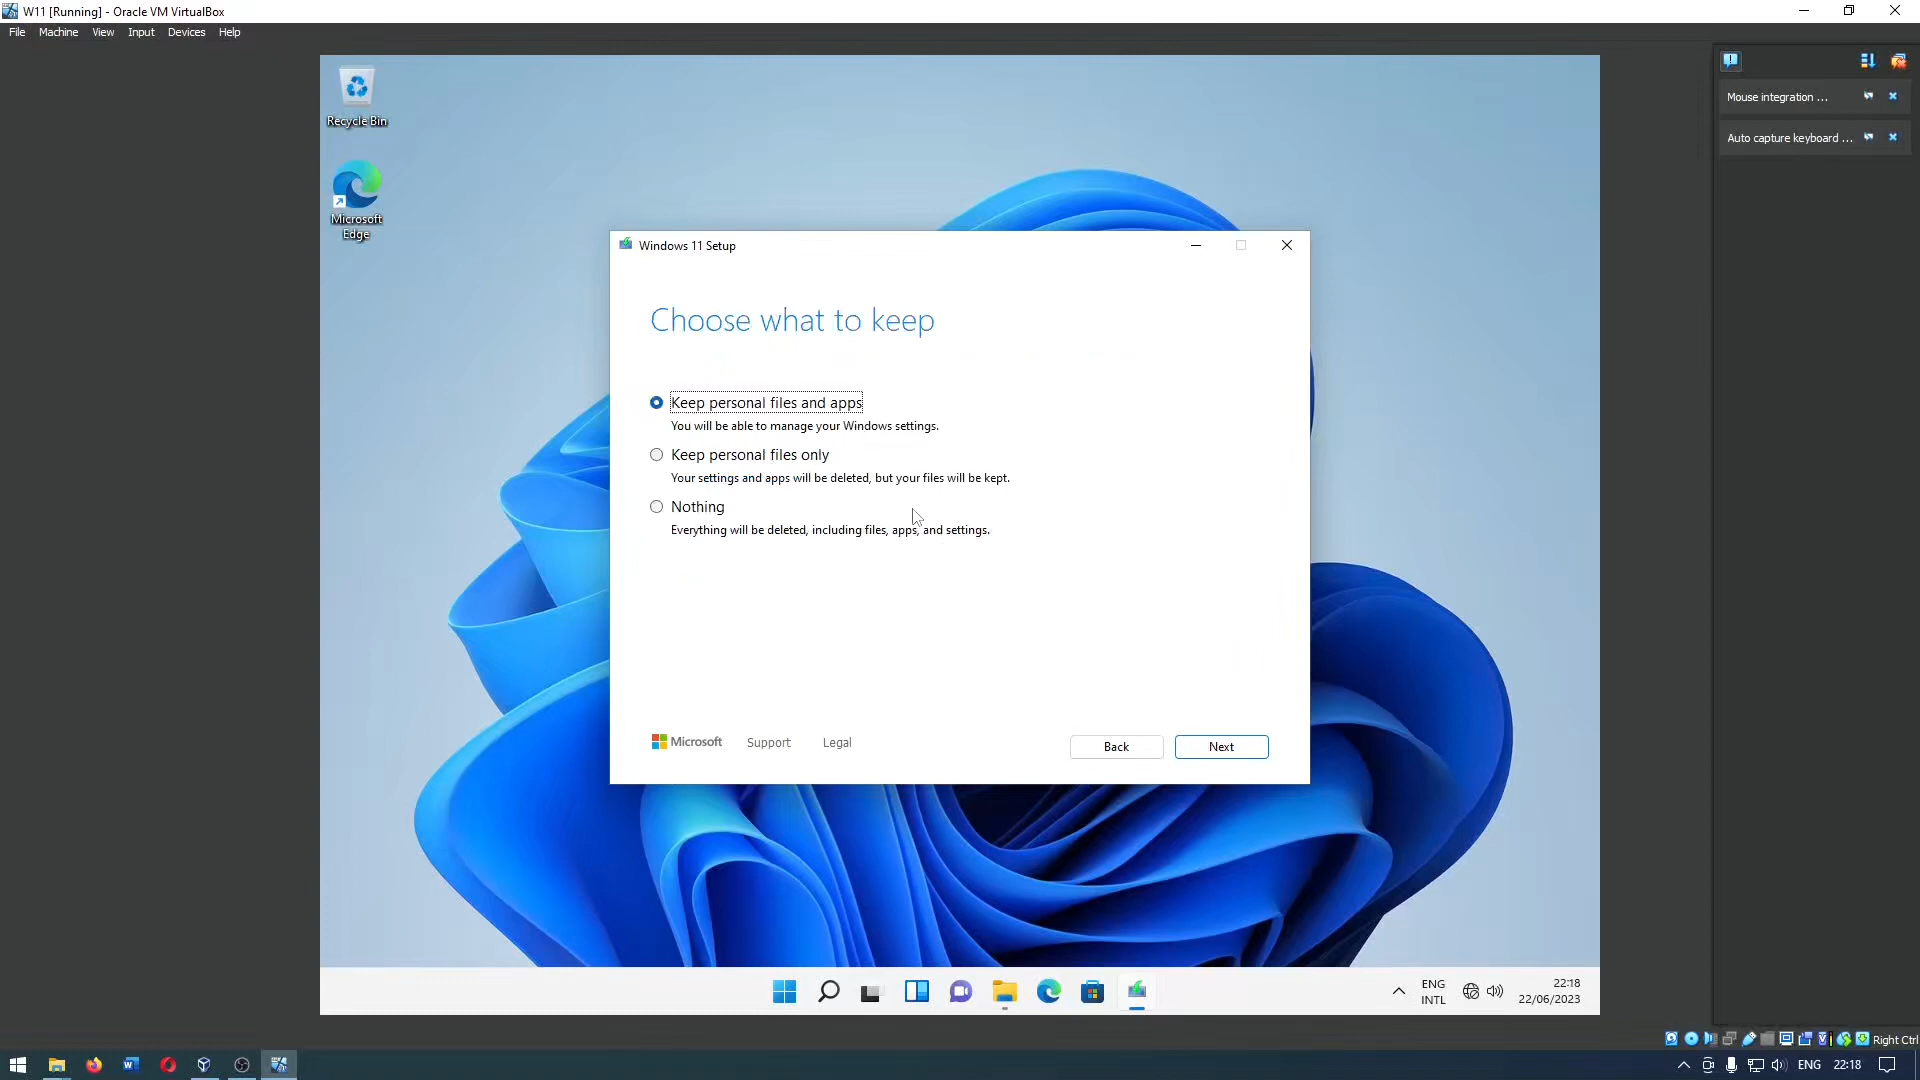 W11 [Running] - Oracle VM VirtualBox
File Machine View Input Devices Help
Mouse integration ...
Auto capture keyboard ...
Recycle Bin
Microsoft
Edge
Windows 11 Setup
Choose what to keep
Keep personal files and apps
You will be able to manage your Windows settings.
Keep personal files only
Your settings and apps will be deleted, but your files will be kept.
Nothing
Everything will be deleted, including files, apps, and settings.
Microsoft Support Legal Back Next
ENG 22:18
INTL 22/06/2023
Right Ctrl
ENG 22:18